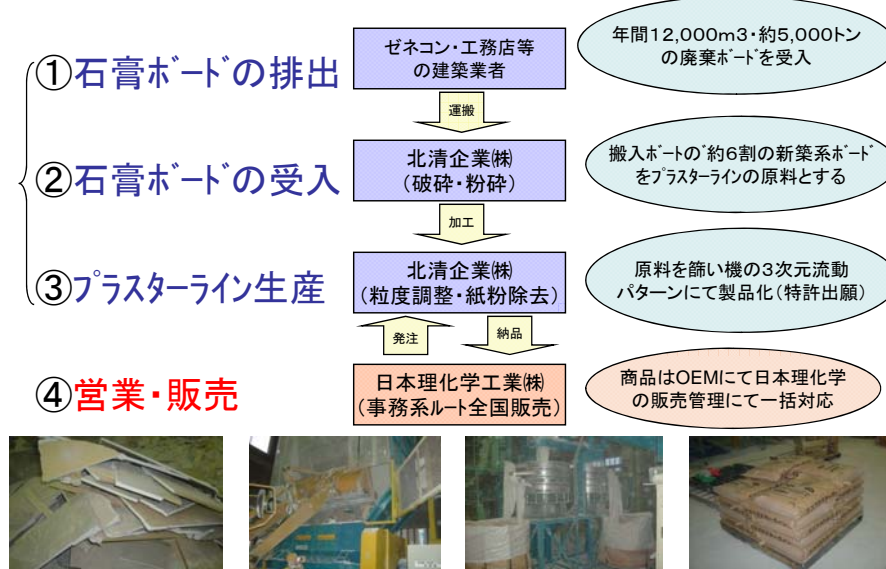 ゼネコン・工務店等
の建築業者
年間12,000m3・約5,000トン
の廃棄ボードを受入
①石膏ボードの排出
運搬
北清企業㈱
(破砕・粉砕)
搬入ボートの゙約6割の新築系ボード
をプラスターラインの原料とする
②石膏ボードの受入
加工
北清企業㈱
(粒度調整・紙粉除去)
原料を篩い機の3次元流動
パターンにて製品化(特許出願)
③プラスターライン生産
発注
納品
日本理化学工業㈱
(事務系ルート全国販売)
商品はOEMにて日本理化学
の販売管理にて一括対応
④営業・販売